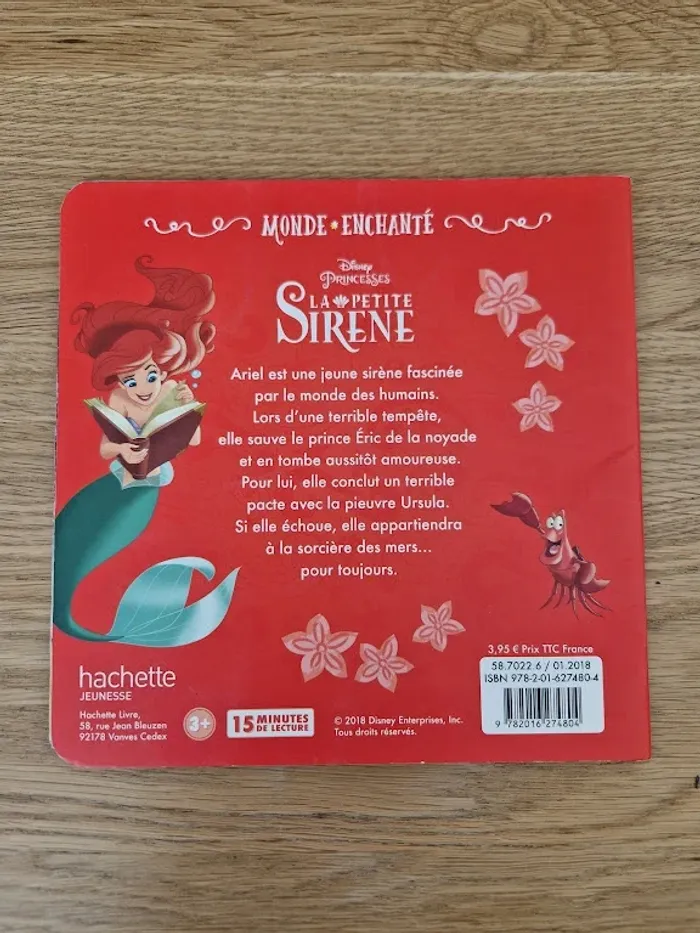 MONDE ENCHANTÉ
Disney
PRINCESSES
LA PETITE
SIRÈNE
Ariel est une jeune sirène fascinée
par le monde des humains.
Lors d'une terrible tempête,
elle sauve le prince Éric de la noyade
et en tombe aussitôt amoureuse.
Pour lui, elle conclut un terrible
pacte avec la pieuvre Ursula.
Si elle échoue, elle appartiendra
à la sorcière des mers...
pour toujours.
3,95 € Prix TTC France
58.7022.6 / 01.2018
ISBN 978-2-01-627480-4
9 782016 274804
hachette
JEUNESSE
Hachette Livre,
58, rue Jean Bleuzen
92178 Vanves Cedex
3+
15 MINUTES
DE LECTURE
© 2018 Disney Enterprises, Inc.
Tous droits réservés.